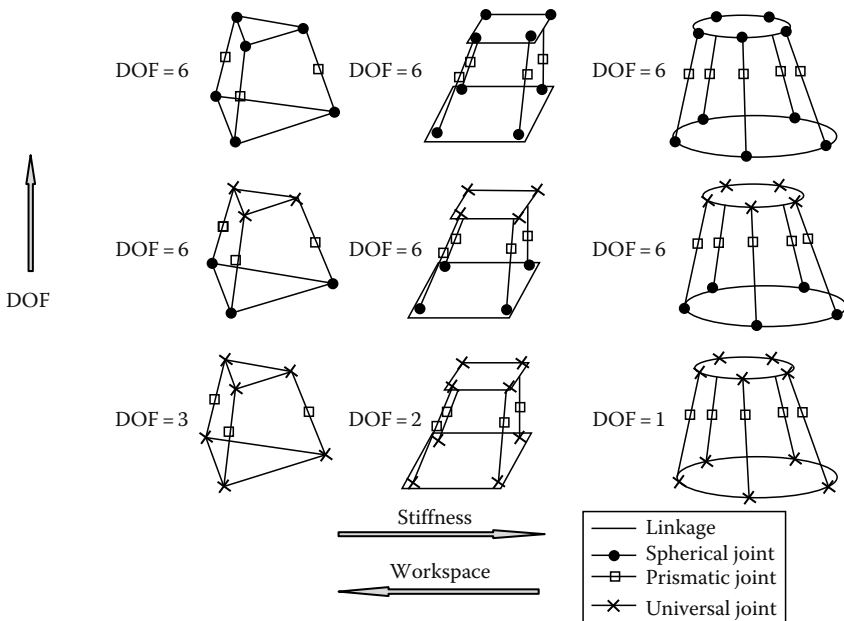 DOF = 6
DOF = 6
DOF = 6
DOF = 6
DOF = 6
DOF = 6
DOF
DOF = 3
DOF = 2
DOF = 1
Stiffness
Workspace
Linkage
Spherical joint
Prismatic joint
Universal joint